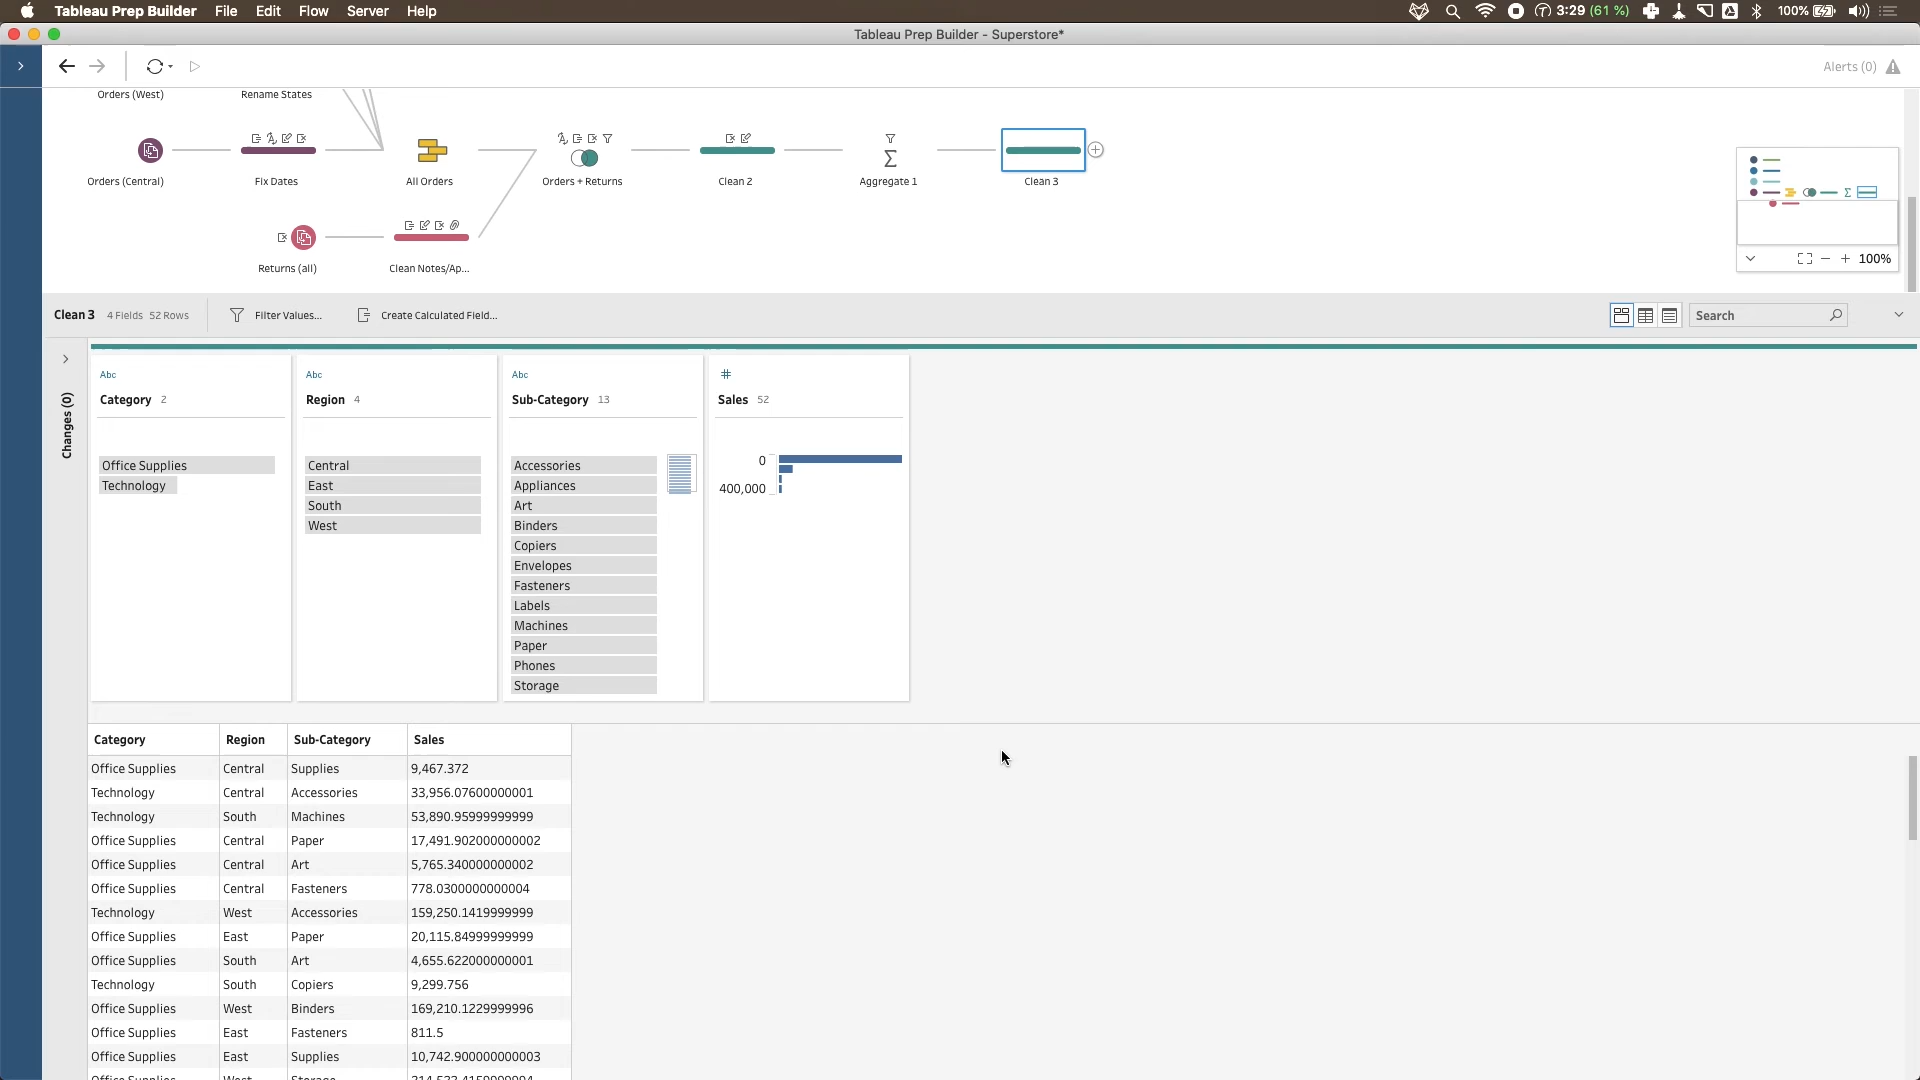 Tableau Prep Builder File Edit Flow Server Help 3:29 (61 %) 100%
Tableau Prep Builder - Superstore*
Alerts (0)
Orders (West) Rename States
Orders (Central) Fix Dates All Orders Orders + Returns Clean 2 Aggregate 1 Clean 3
Returns (all) Clean Notes/Ap...
100%
Clean 3 4 Fields 52 Rows Filter Values... Create Calculated Field... Search
Changes (0)
Abc Abc Abc #
Category 2 Region 4 Sub-Category 13 Sales 52
Office Supplies Central Accessories 0
Technology East Appliances 400,000
South Art
West Binders
Copiers
Envelopes
Fasteners
Labels
Machines
Paper
Phones
Storage
Category Region Sub-Category Sales
Office Supplies Central Supplies 9,467.372
Technology Central Accessories 33,956.07600000001
Technology South Machines 53,890.95999999999
Office Supplies Central Paper 17,491.902000000002
Office Supplies Central Art 5,765.340000000002
Office Supplies Central Fasteners 778.0300000000004
Technology West Accessories 159,250.1419999999
Office Supplies East Paper 20,115.84999999999
Office Supplies South Art 4,655.622000000001
Technology South Copiers 9,299.756
Office Supplies West Binders 169,210.1229999996
Office Supplies East Fasteners 811.5
Office Supplies East Supplies 10,742.900000000003
Office Supplies West Storage